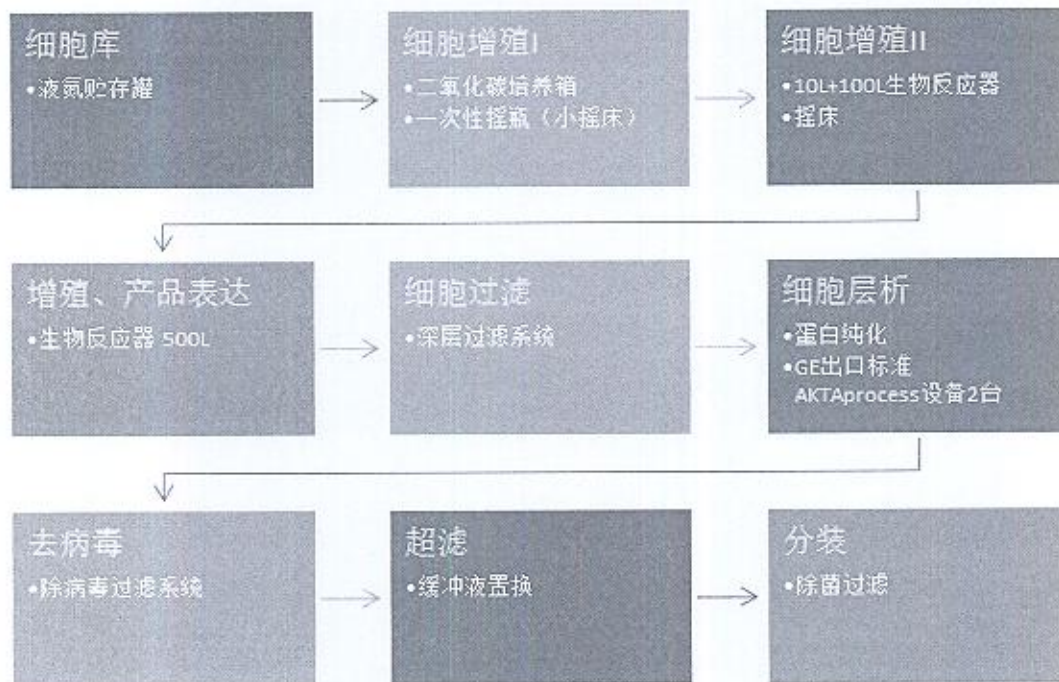 细胞库
•液氮贮存罐
细胞增殖I
•二氧化碳培养箱
•一次性摇瓶（小摇床）
细胞增殖II
•10L+100L生物反应器
•摇床
增殖、产品表达
•生物反应器 500L
细胞过滤
•深层过滤系统
细胞层析
•蛋白纯化
•GE出口标准
AKTAprocess设备2台
去病毒
•除病毒过滤系统
超滤
•缓冲液置换
分装
•除菌过滤